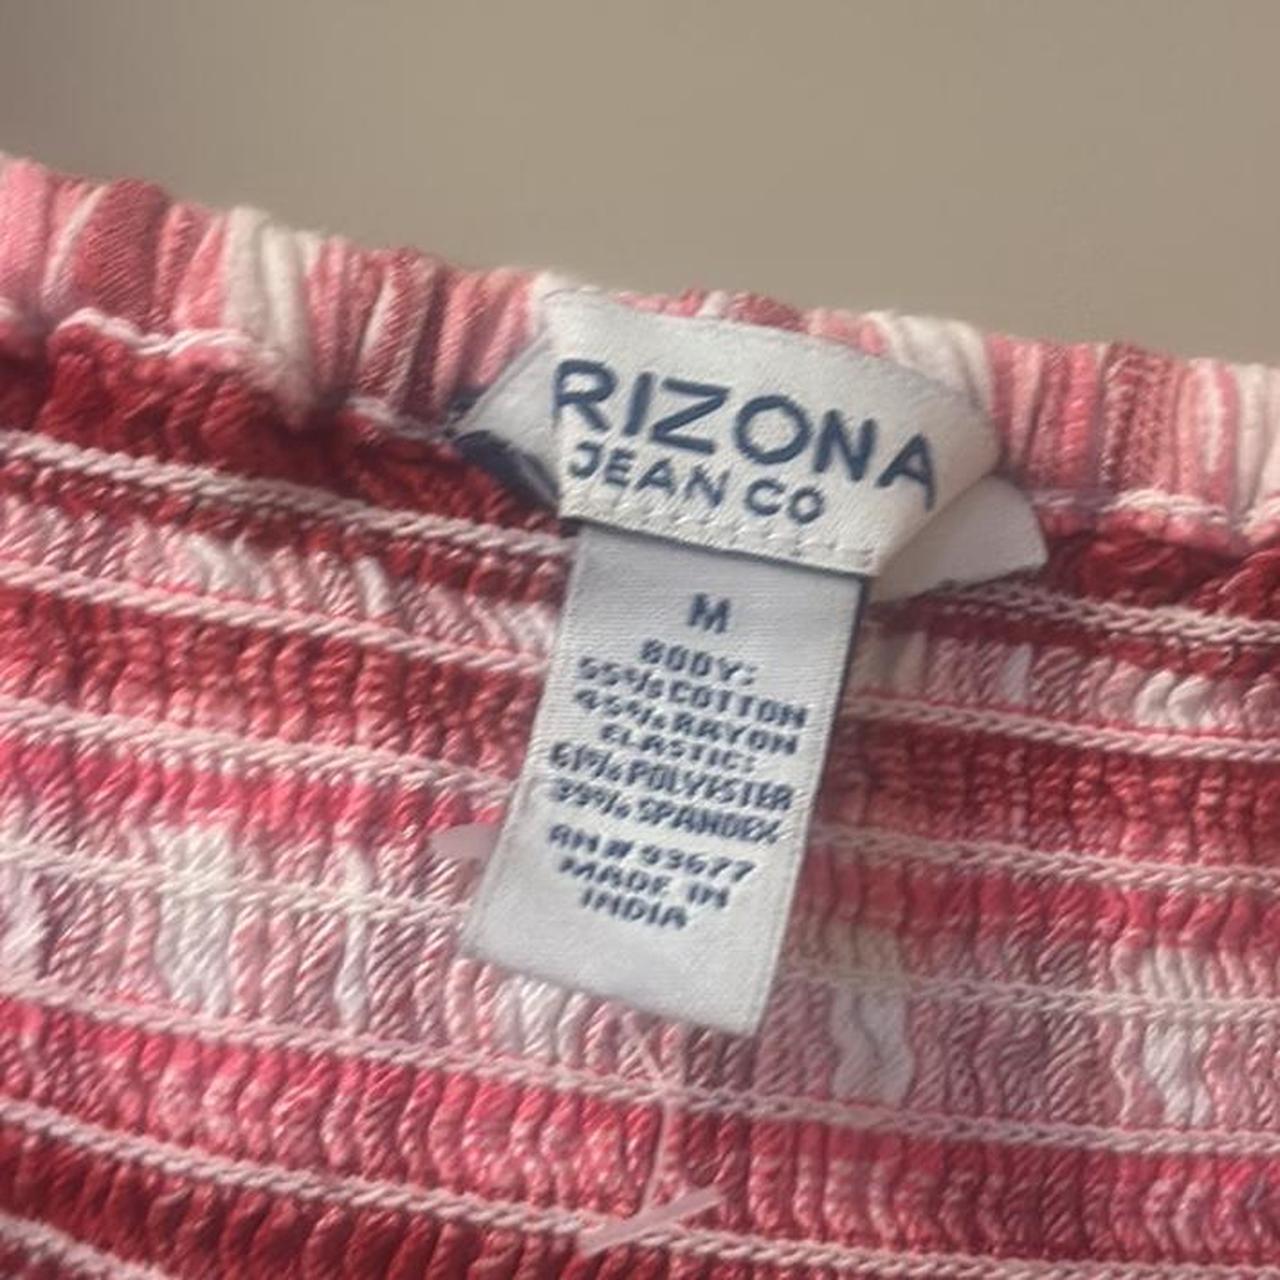 RIZONA
JEAN CO
M
BODY:
55% COTTON
45% RAYON
ELASTIC:
61% POLYESTER
39% SPANDEX
RN# 93677
MADE IN
INDIA